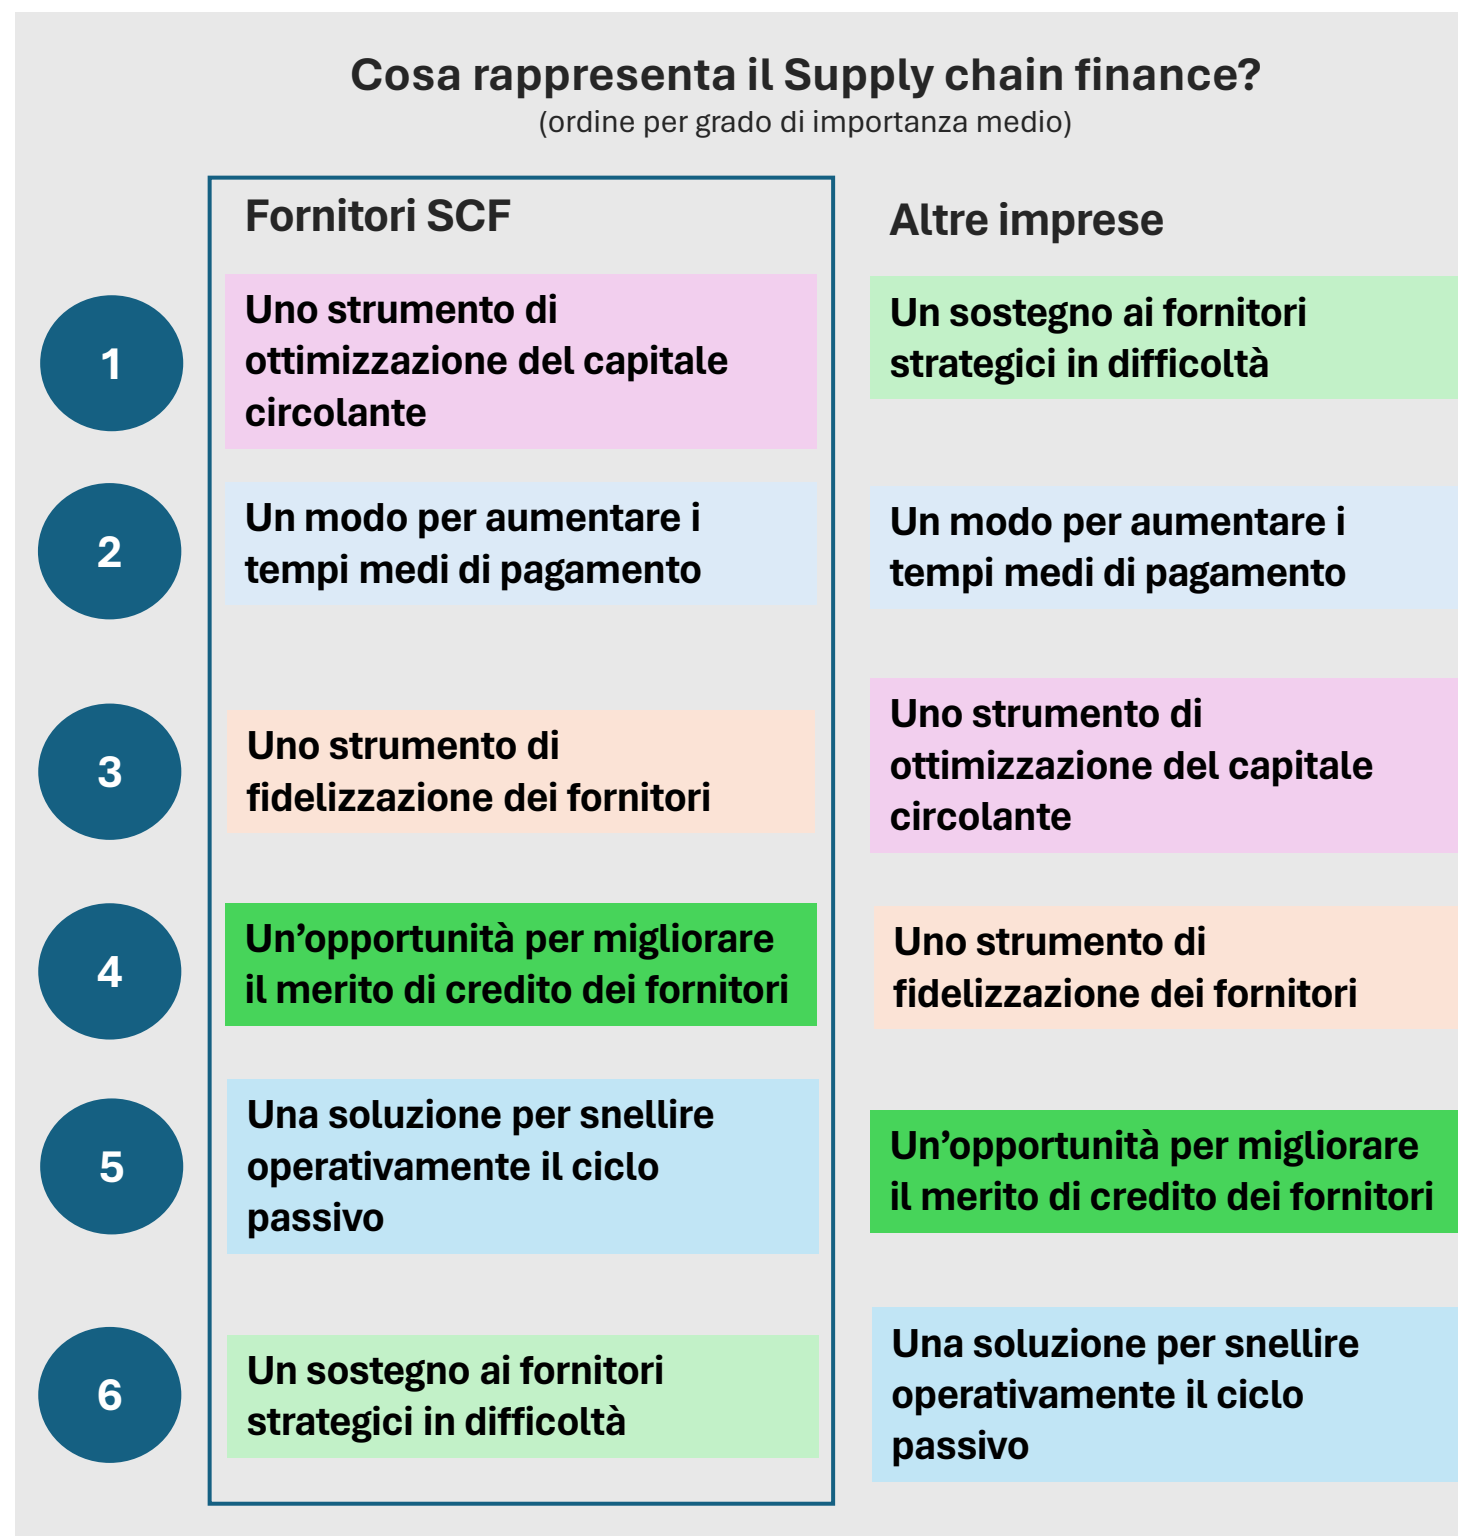 Cosa rappresenta il Supply chain finance?
(ordine per grado di importanza medio)
Fornitori SCF
Altre imprese
1
Uno strumento di
ottimizzazione del capitale
circolante
Un sostegno ai fornitori
strategici in difficoltà
2
Un modo per aumentare i
tempi medi di pagamento
Un modo per aumentare i
tempi medi di pagamento
3
Uno strumento di
fidelizzazione dei fornitori
Uno strumento di
ottimizzazione del capitale
circolante
4
Un’opportunità per migliorare
il merito di credito dei fornitori
Uno strumento di
fidelizzazione dei fornitori
5
Una soluzione per snellire
operativamente il ciclo
passivo
Un’opportunità per migliorare
il merito di credito dei fornitori
6
Un sostegno ai fornitori
strategici in difficoltà
Una soluzione per snellire
operativamente il ciclo
passivo